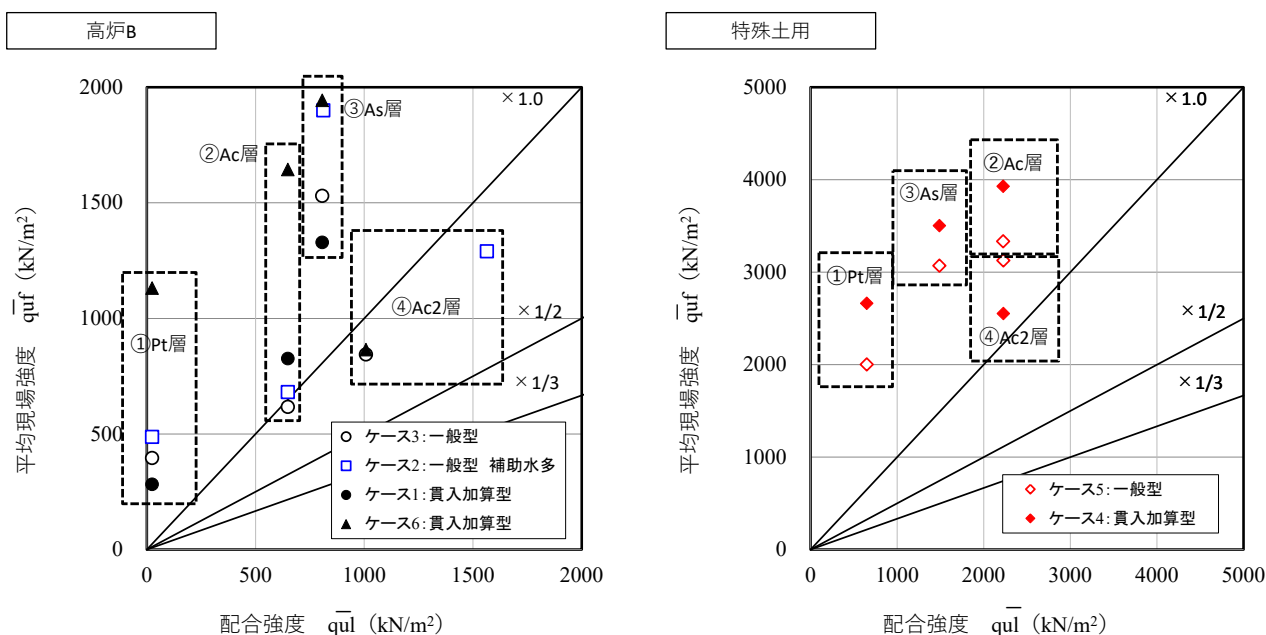 高炉B
2000
1500
1000
500
0
0 500 1000 1500 2000
平均現場強度 quf (kN/m²)
配合強度 qul (kN/m²)
×1.0
×1/2
×1/3
③As層
②Ac層
①Pt層
④Ac2層
ケース3：一般型
ケース2：一般型 補助水多
ケース1：貫入加算型
ケース6：貫入加算型
特殊土用
5000
4000
3000
2000
1000
0
0 1000 2000 3000 4000 5000
平均現場強度 quf (kN/m²)
配合強度 qul (kN/m²)
×1.0
×1/2
×1/3
②Ac層
③As層
①Pt層
④Ac2層
ケース5：一般型
ケース4：貫入加算型